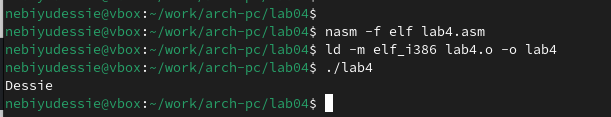 nebiyudessie@vbox:~/work/arch-pc/lab04$
nebiyudessie@vbox:~/work/arch-pc/lab04$ nasm -f elf lab4.asm
nebiyudessie@vbox:~/work/arch-pc/lab04$ ld -m elf_i386 lab4.o -o lab4
nebiyudessie@vbox:~/work/arch-pc/lab04$ ./lab4
Dessie
nebiyudessie@vbox:~/work/arch-pc/lab04$